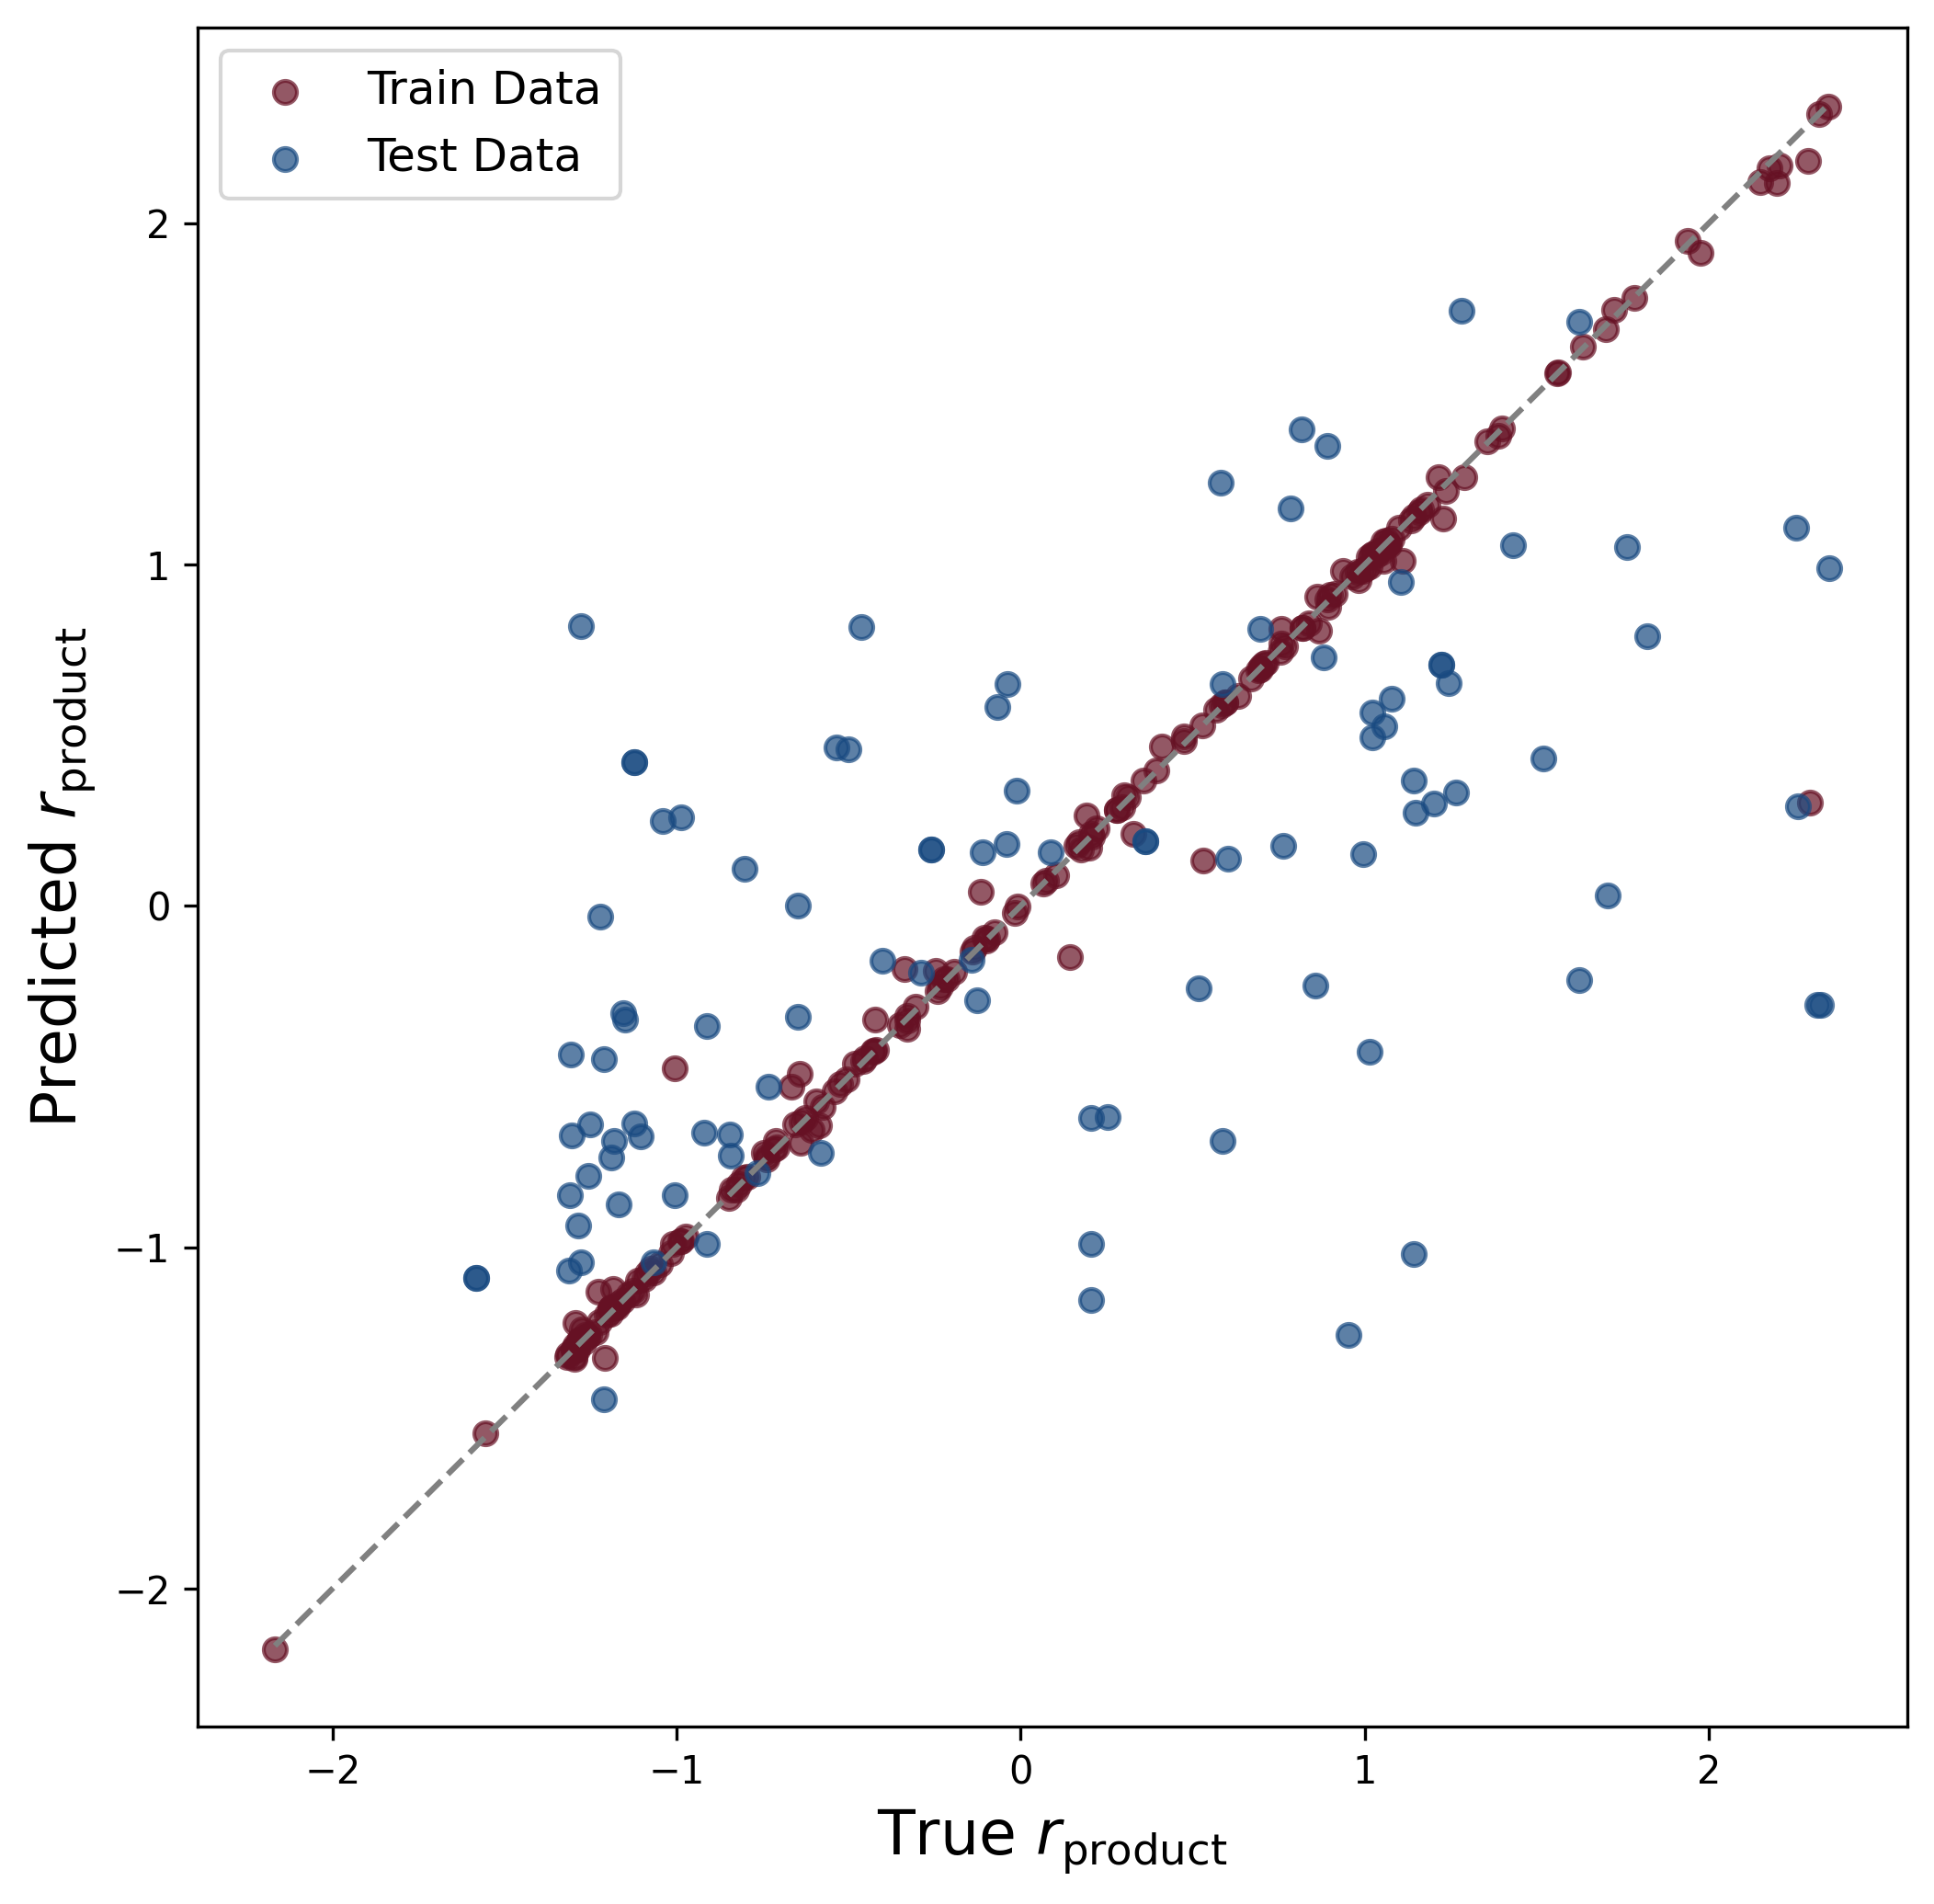 Train Data
Test Data
Predicted r_product
2
1
0
−1
−2
−2
−1
0
1
2
True r_product